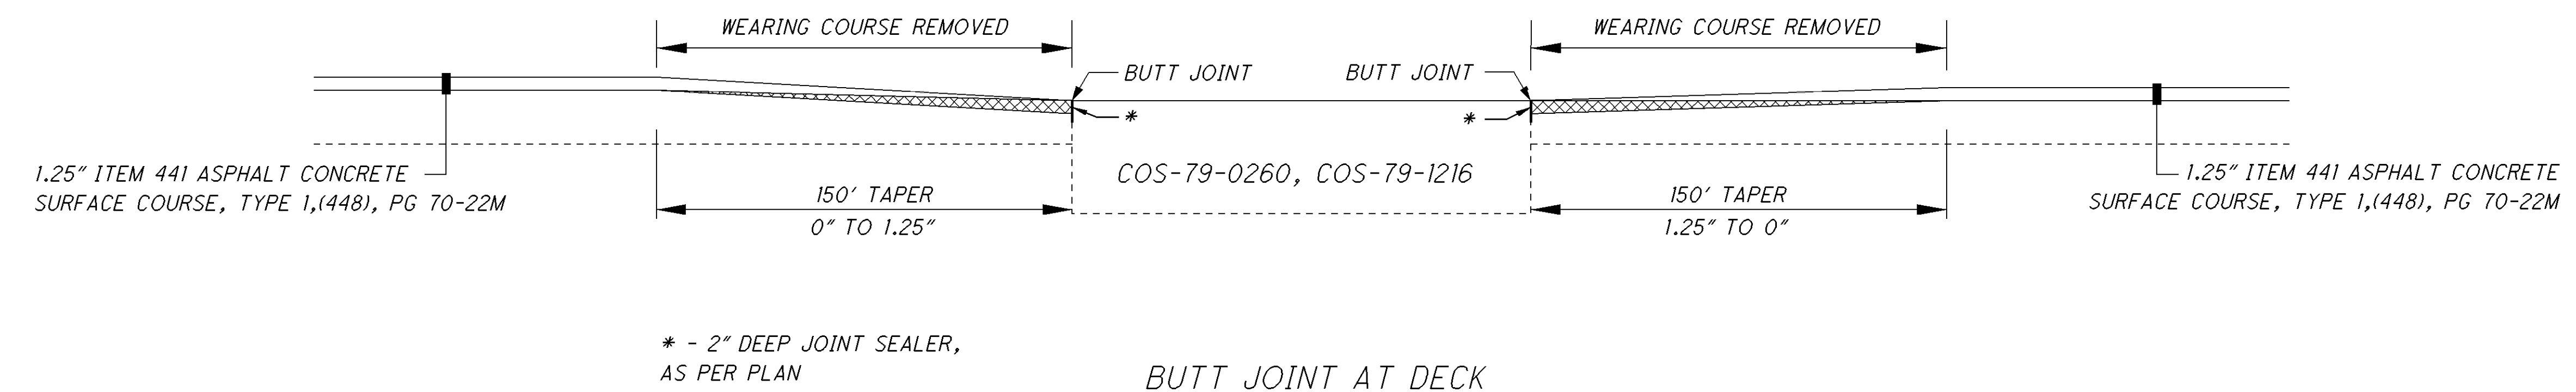 WEARING COURSE REMOVED
WEARING COURSE REMOVED
BUTT JOINT
BUTT JOINT
*
*
1.25" ITEM 441 ASPHALT CONCRETE
SURFACE COURSE, TYPE 1,(448), PG 70-22M
150' TAPER
0" TO 1.25"
COS-79-0260, COS-79-1216
150' TAPER
1.25" TO 0"
1.25" ITEM 441 ASPHALT CONCRETE
SURFACE COURSE, TYPE 1,(448), PG 70-22M
* - 2" DEEP JOINT SEALER,
AS PER PLAN
BUTT JOINT AT DECK